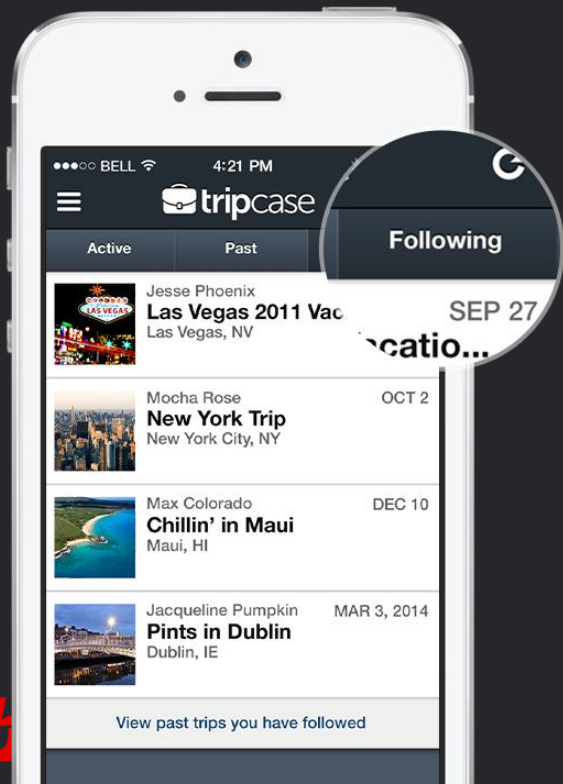 BELL
4:21 PM
tripcase
Active
Past
Following
Jesse Phoenix
SEP 27
Las Vegas 2011 Vac
catio...
Las Vegas, NV
Mocha Rose
OCT 2
New York Trip
New York City, NY
Max Colorado
DEC 10
Chillin' in Maui
Maui, HI
Jacqueline Pumpkin
MAR 3, 2014
Pints in Dublin
Dublin, IE
View past trips you have followed